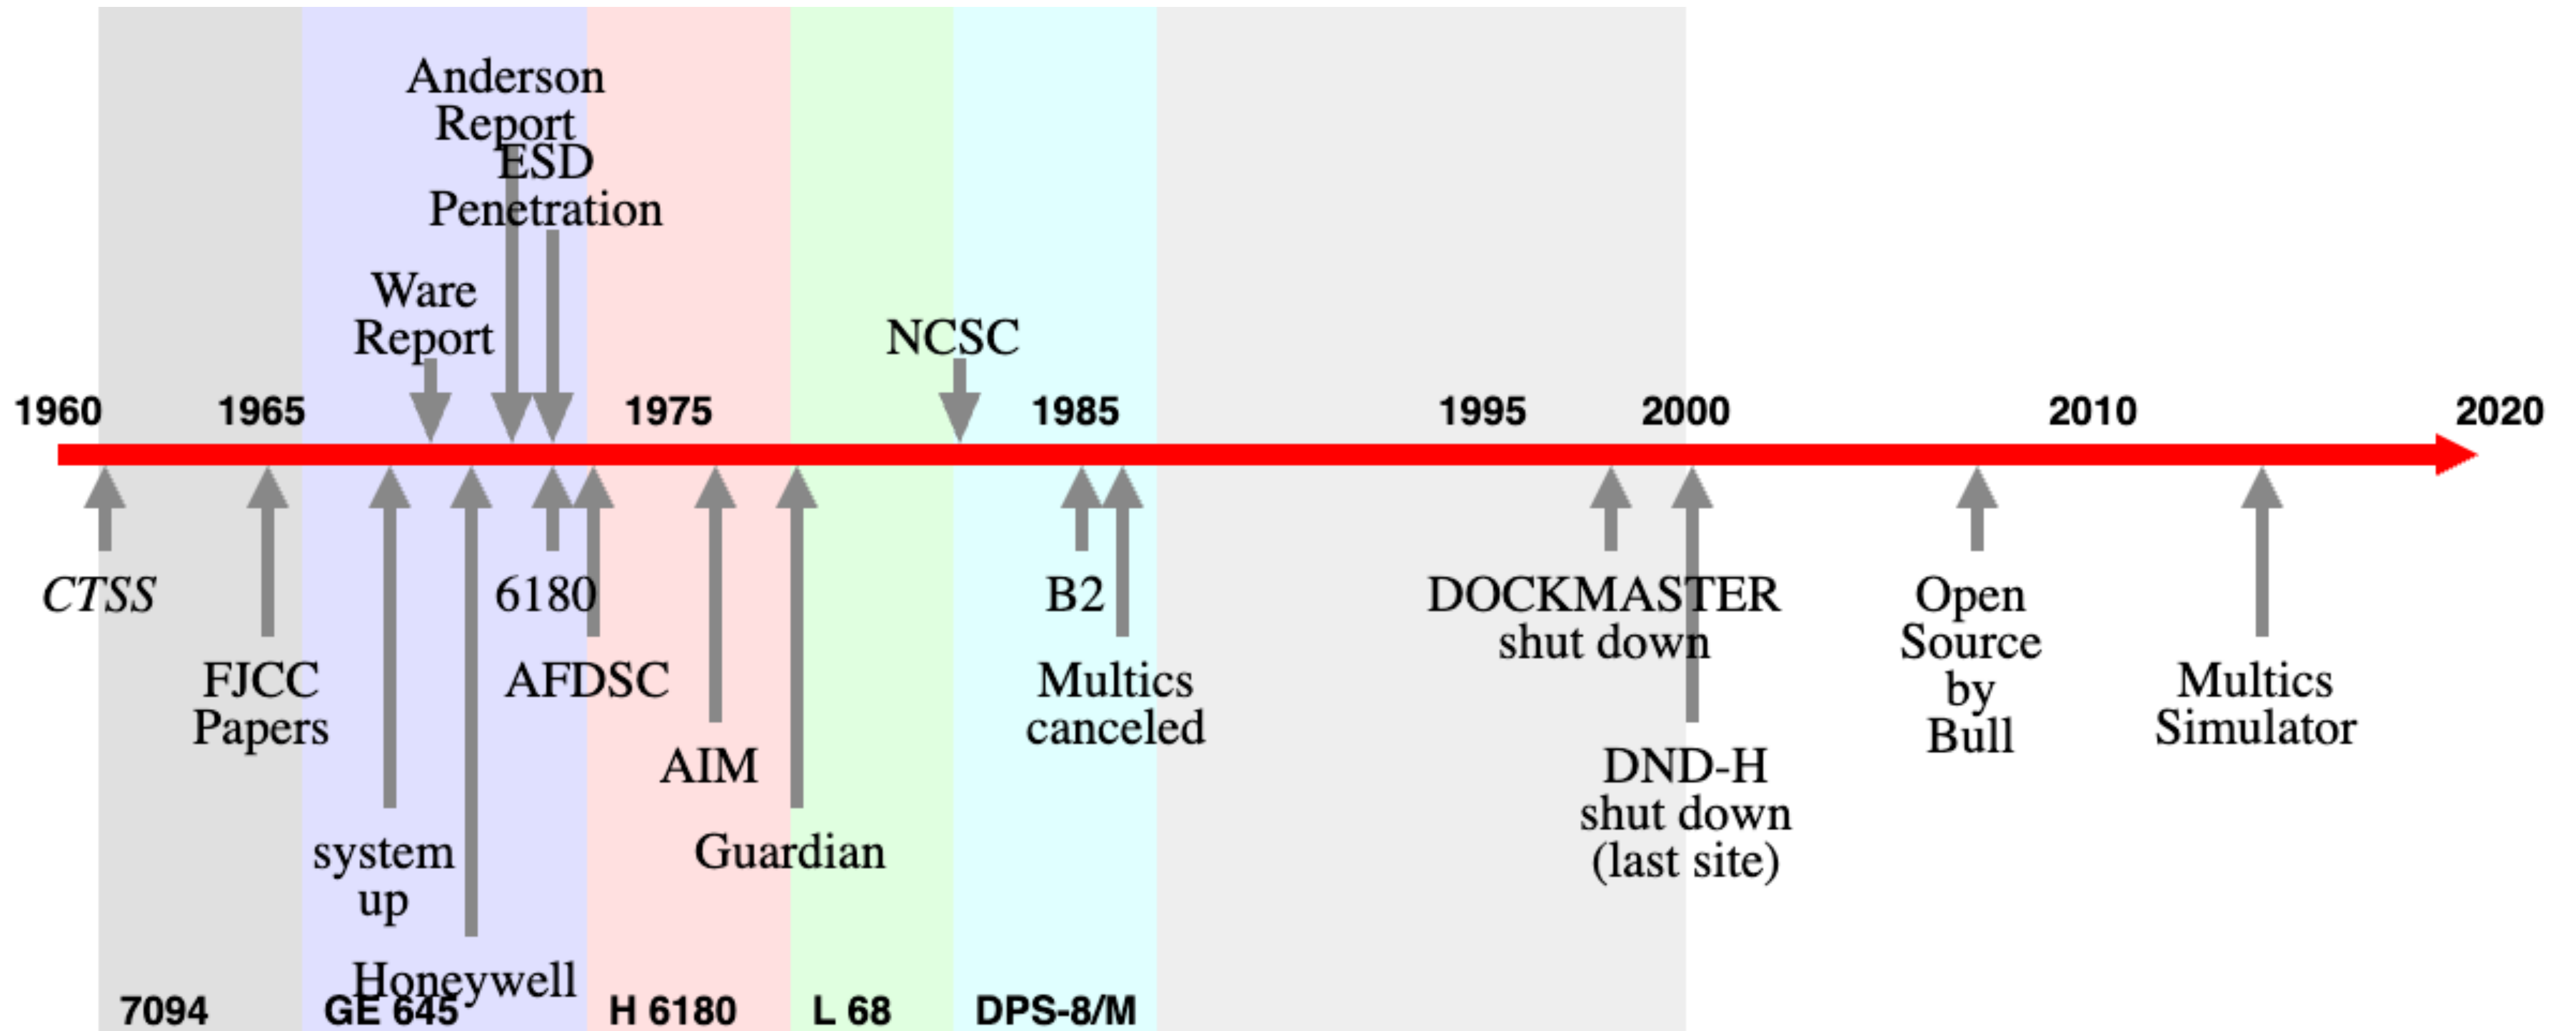 Anderson
Report
ESD
Penetration
Ware
Report
NCSC
1960
1965
1975
1985
1995
2000
2010
2020
CTSS
6180
B2
DOCKMASTER
shut down
Open
Source
by
Bull
FJCC
Papers
AFDSC
Multics
canceled
Multics
Simulator
AIM
DND-H
shut down
(last site)
system
up
Guardian
Honeywell
7094
GE 645
H 6180
L 68
DPS-8/M